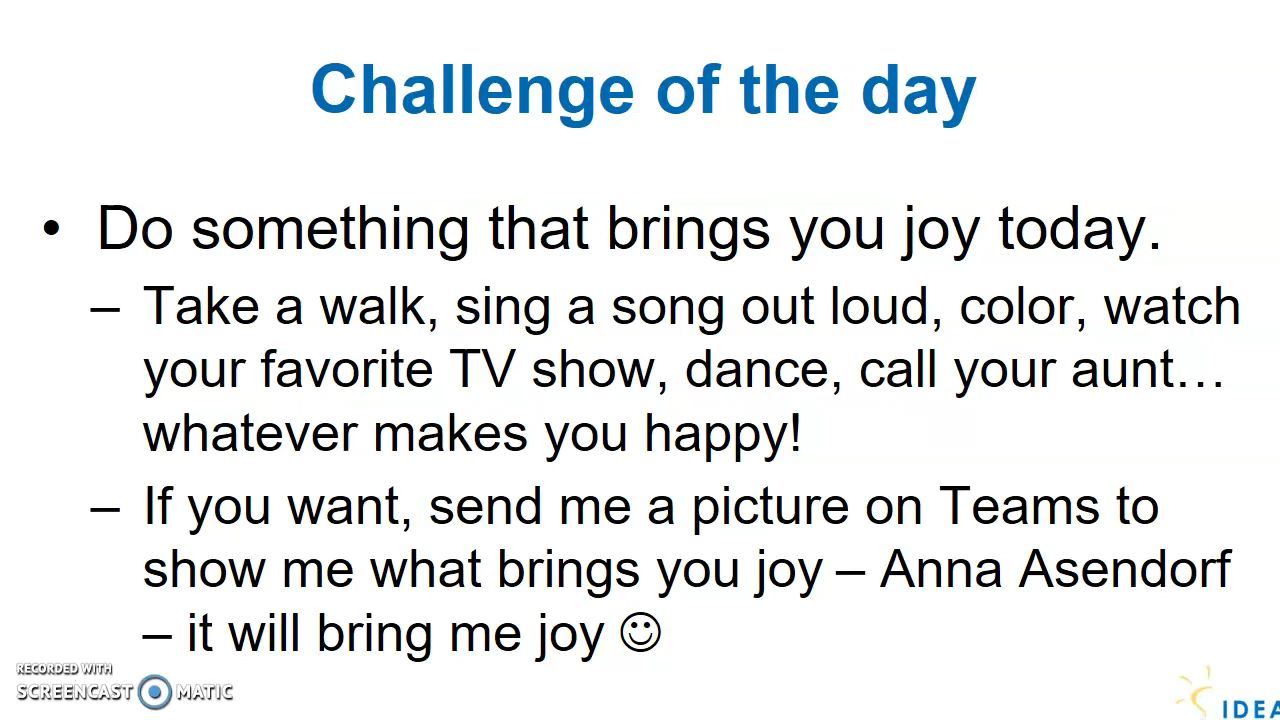 Challenge of the day
• Do something that brings you joy today.
– Take a walk, sing a song out loud, color, watch
your favorite TV show, dance, call your aunt…
whatever makes you happy!
– If you want, send me a picture on Teams to
show me what brings you joy – Anna Asendorf
– it will bring me joy ☺
RECORDED WITH
SCREENCAST MATIC
IDEA